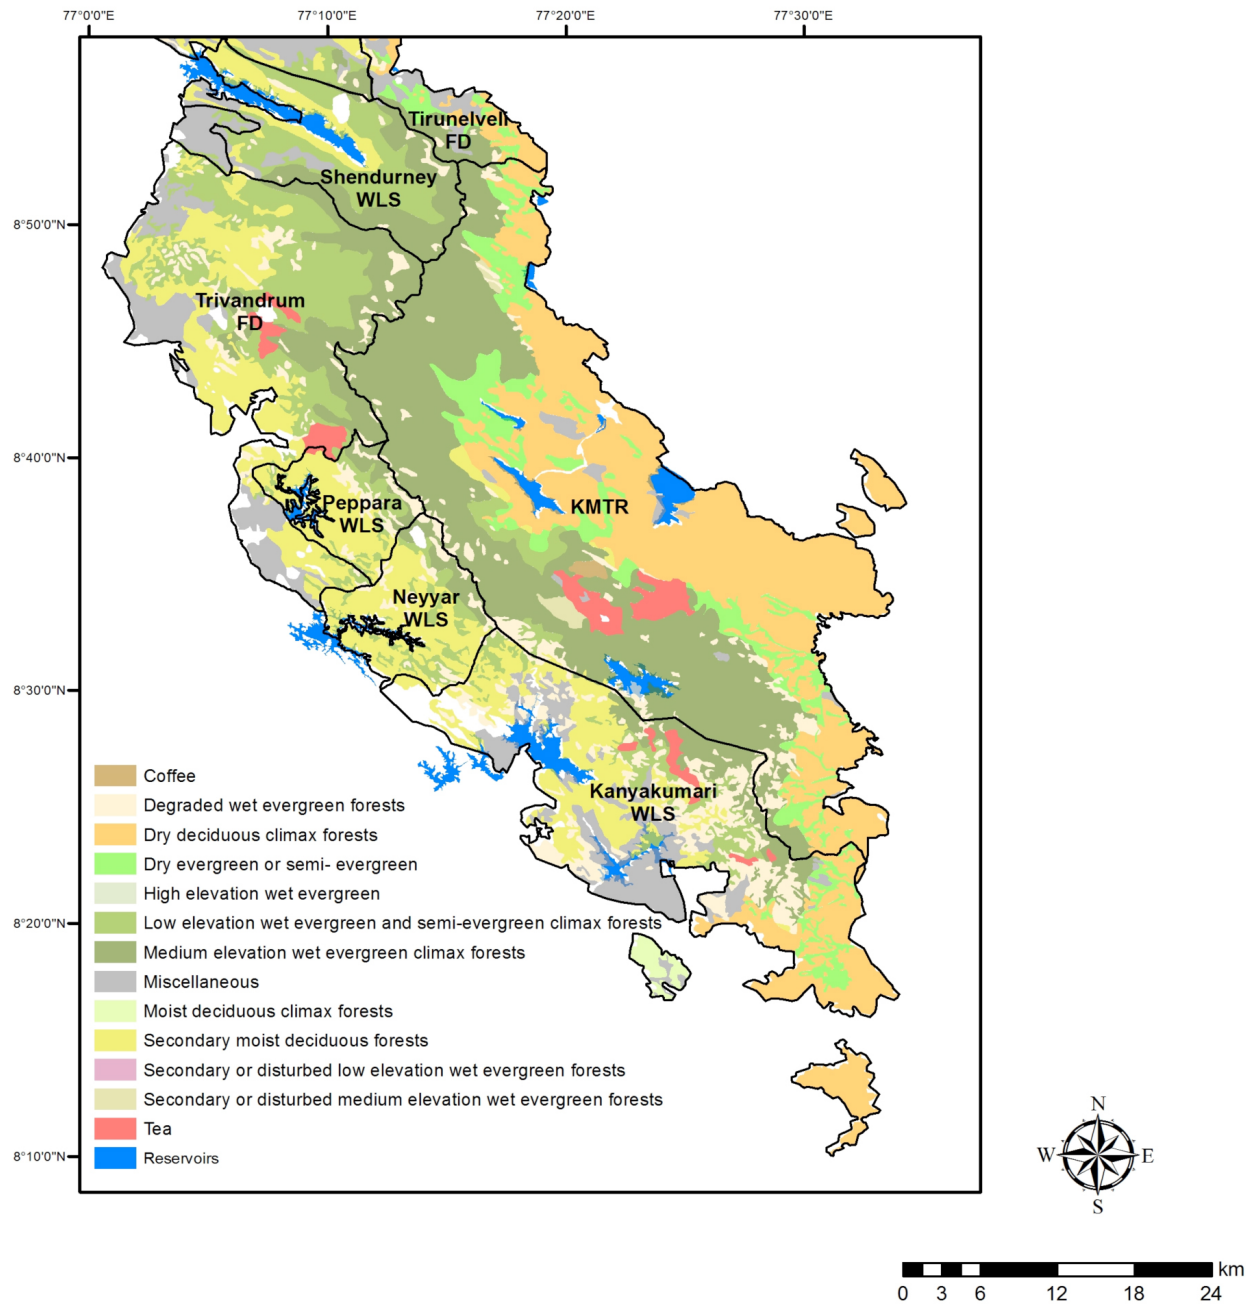 77°0'0"E 77°10'0"E 77°20'0"E 77°30'0"E
Tirunelveli
FD
Shendurney
WLS
8°50'0"N
Trivandrum
FD
8°40'0"N
Peppara
WLS
KMTR
Neyyar
WLS
8°30'0"N
Kanyakumari
WLS
Coffee
Degraded wet evergreen forests
Dry deciduous climax forests
Dry evergreen or semi- evergreen
High elevation wet evergreen
Low elevation wet evergreen and semi-evergreen climax forests
8°20'0"N
Medium elevation wet evergreen climax forests
Miscellaneous
Moist deciduous climax forests
Secondary moist deciduous forests
Secondary or disturbed low elevation wet evergreen forests
Secondary or disturbed medium elevation wet evergreen forests
Tea
Reservoirs
8°10'0"N
N
W E
S
km
0 3 6 12 18 24